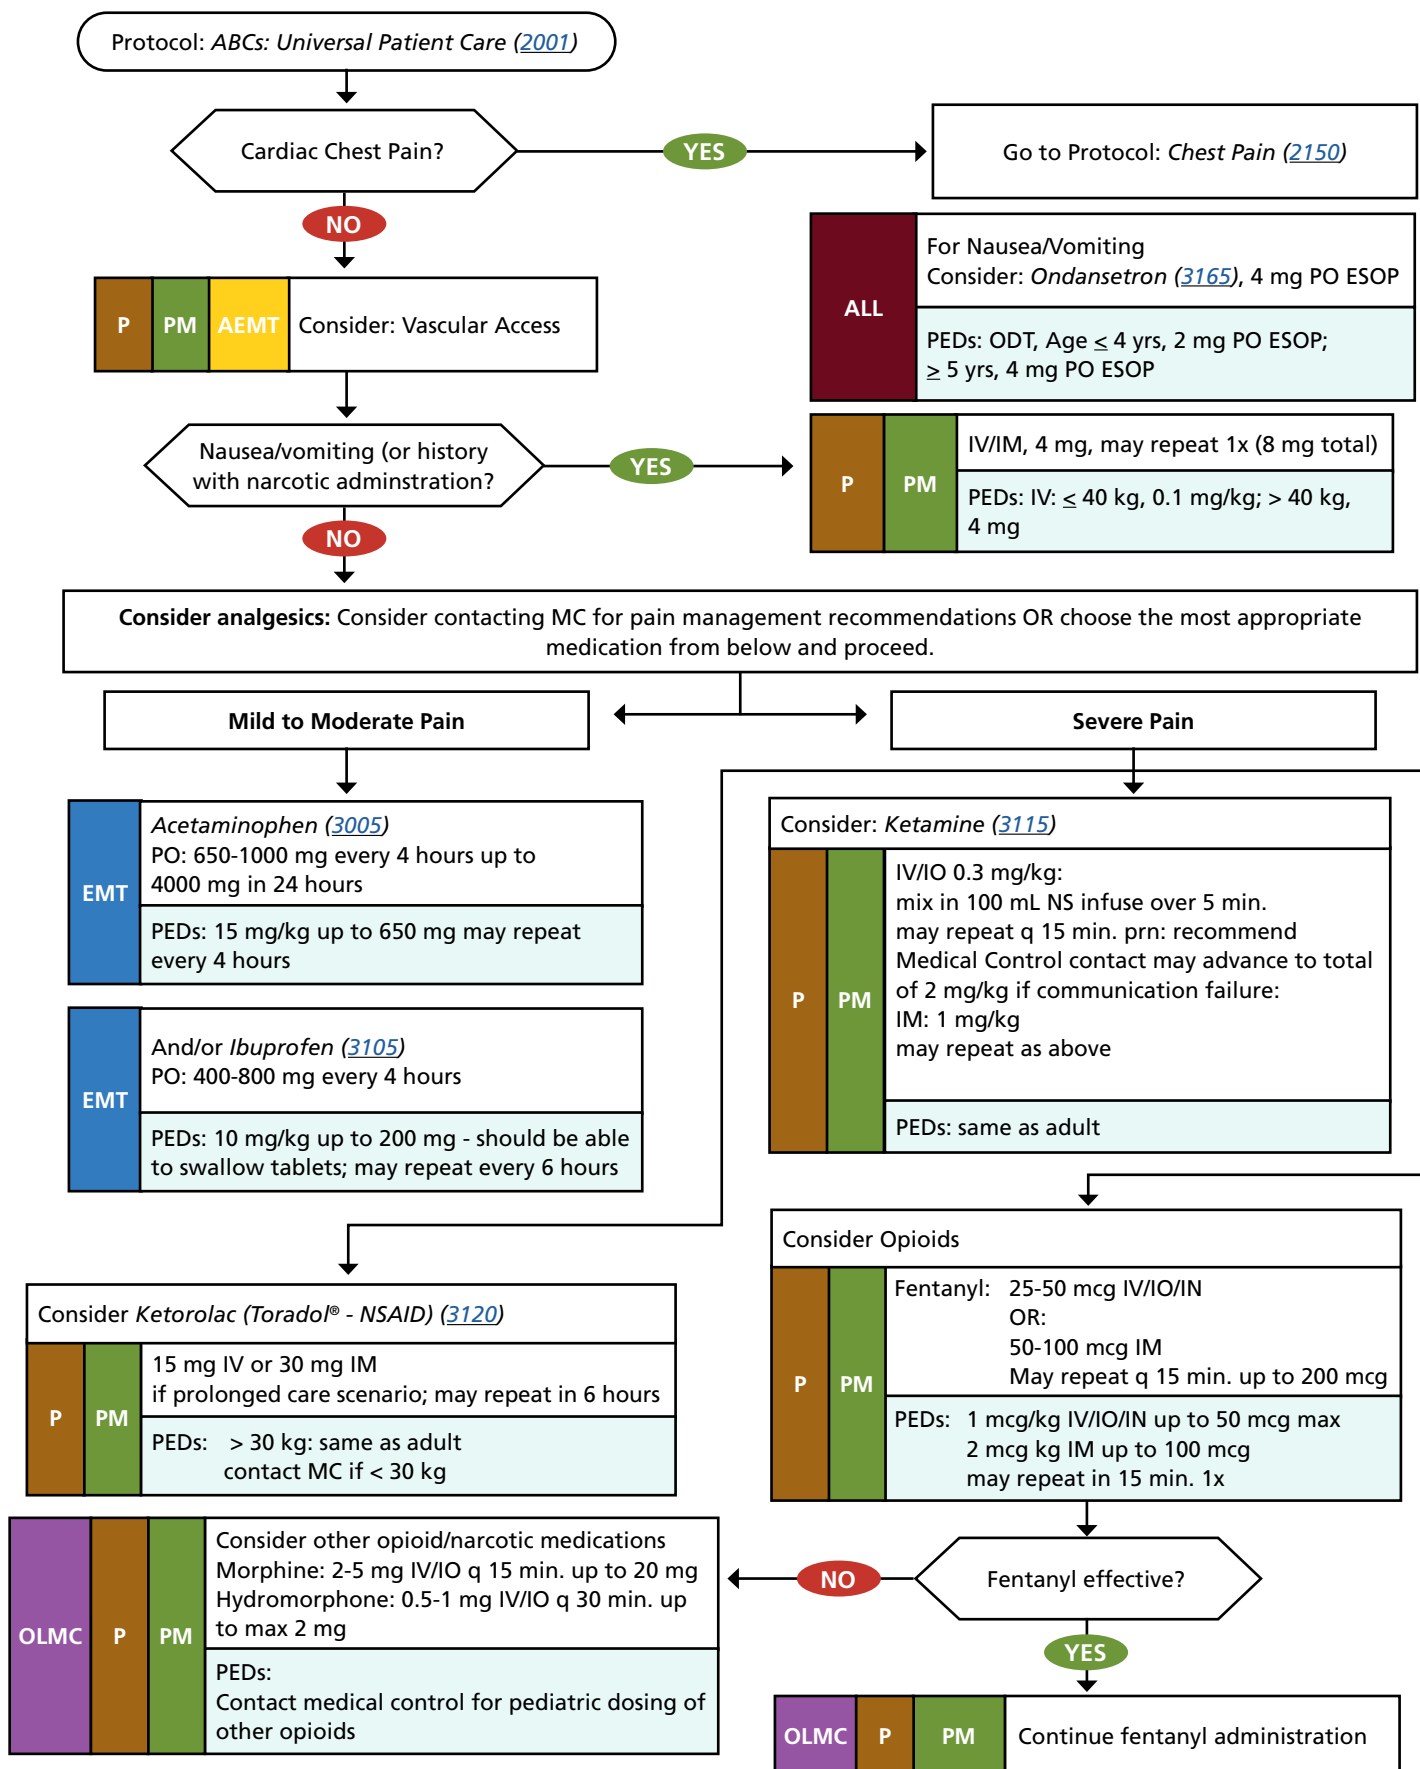 Protocol: ABCs: Universal Patient Care (2001)
Cardiac Chest Pain?
YES
Go to Protocol: Chest Pain (2150)
NO
ALL
For Nausea/Vomiting
Consider: Ondansetron (3165), 4 mg PO ESOP
PEDs: ODT, Age ≤ 4 yrs, 2 mg PO ESOP;
≥ 5 yrs, 4 mg PO ESOP
P PM AEMT Consider: Vascular Access
Nausea/vomiting (or history
with narcotic adminstration?
YES
P PM
IV/IM, 4 mg, may repeat 1x (8 mg total)
PEDs: IV: ≤ 40 kg, 0.1 mg/kg; > 40 kg,
4 mg
NO
Consider analgesics: Consider contacting MC for pain management recommendations OR choose the most appropriate
medication from below and proceed.
Mild to Moderate Pain
Severe Pain
EMT
Acetaminophen (3005)
PO: 650-1000 mg every 4 hours up to
4000 mg in 24 hours
PEDs: 15 mg/kg up to 650 mg may repeat
every 4 hours
EMT
And/or Ibuprofen (3105)
PO: 400-800 mg every 4 hours
PEDs: 10 mg/kg up to 200 mg - should be able
to swallow tablets; may repeat every 6 hours
Consider: Ketamine (3115)
P PM
IV/IO 0.3 mg/kg:
mix in 100 mL NS infuse over 5 min.
may repeat q 15 min. prn: recommend
Medical Control contact may advance to total
of 2 mg/kg if communication failure:
IM: 1 mg/kg
may repeat as above
PEDs: same as adult
Consider Ketorolac (Toradol® - NSAID) (3120)
P PM
15 mg IV or 30 mg IM
if prolonged care scenario; may repeat in 6 hours
PEDs: > 30 kg: same as adult
contact MC if < 30 kg
Consider Opioids
P PM
Fentanyl: 25-50 mcg IV/IO/IN
OR:
50-100 mcg IM
May repeat q 15 min. up to 200 mcg
PEDs: 1 mcg/kg IV/IO/IN up to 50 mcg max
2 mcg kg IM up to 100 mcg
may repeat in 15 min. 1x
Fentanyl effective?
NO
OLMC P PM
Consider other opioid/narcotic medications
Morphine: 2-5 mg IV/IO q 15 min. up to 20 mg
Hydromorphone: 0.5-1 mg IV/IO q 30 min. up
to max 2 mg
PEDs:
Contact medical control for pediatric dosing of
other opioids
YES
OLMC P PM Continue fentanyl administration